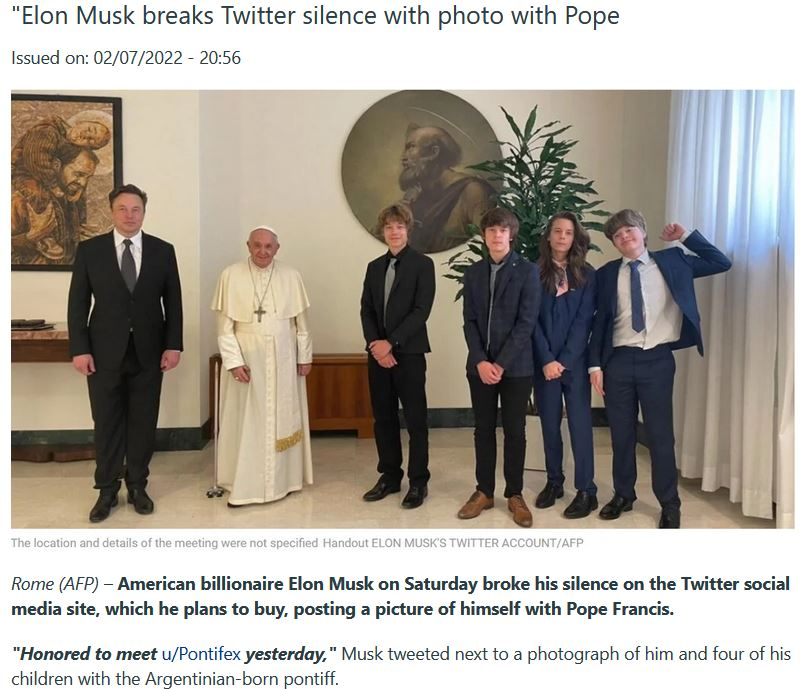 "Elon Musk breaks Twitter silence with photo with Pope
Issued on: 02/07/2022 - 20:56
The location and details of the meeting were not specified Handout ELON MUSK'S TWITTER ACCOUNT/AFP
Rome (AFP) – American billionaire Elon Musk on Saturday broke his silence on the Twitter social
media site, which he plans to buy, posting a picture of himself with Pope Francis.
"Honored to meet u/Pontifex yesterday," Musk tweeted next to a photograph of him and four of his
children with the Argentinian-born pontiff.